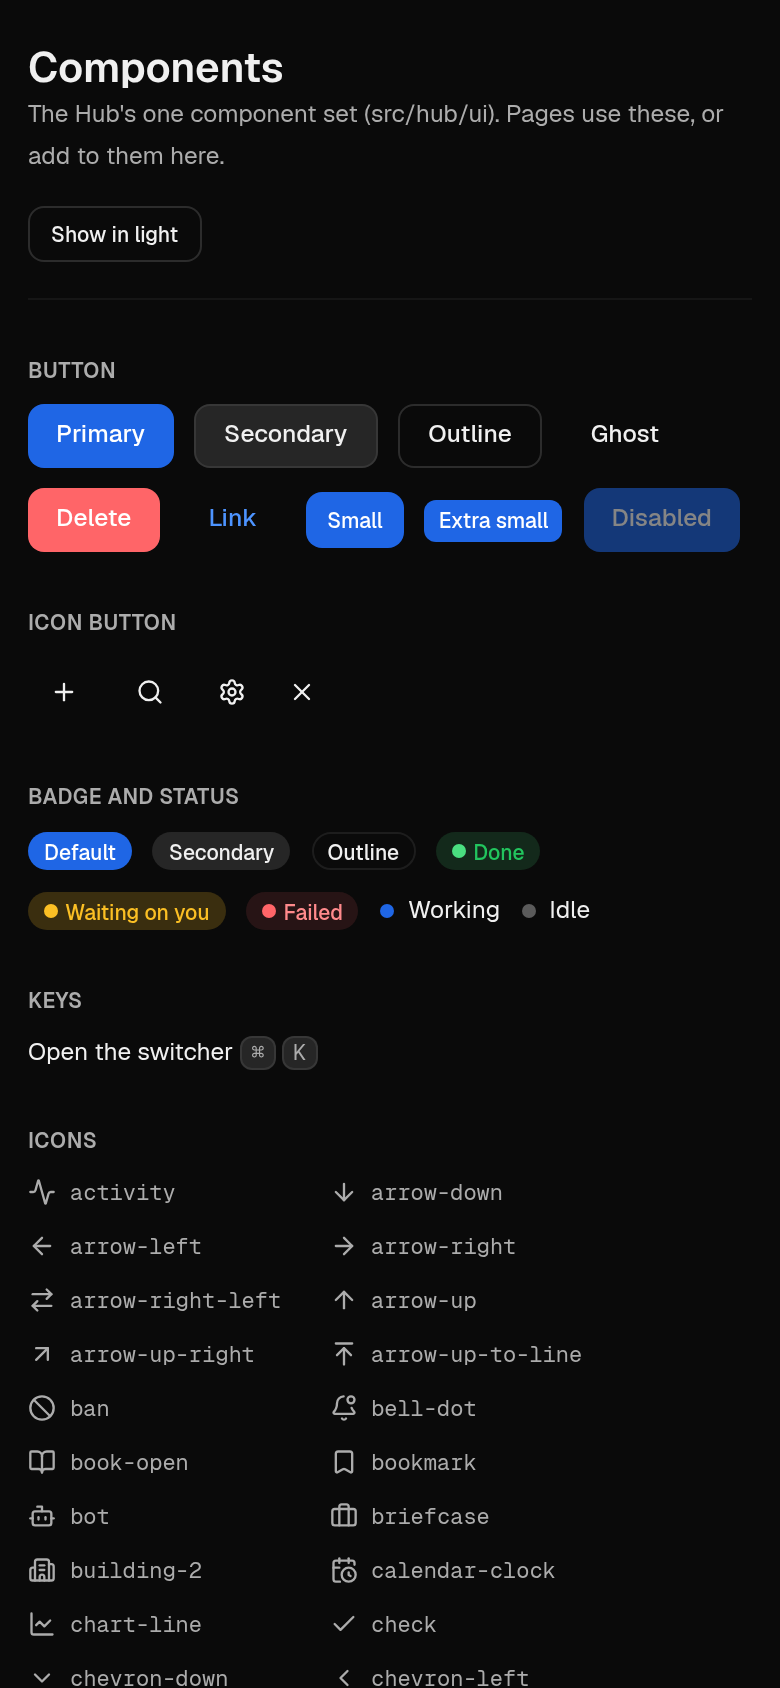 Components
The Hub's one component set (src/hub/ui). Pages use these, or
add to them here.
Show in light
BUTTON
Primary Secondary Outline Ghost
Delete Link Small Extra small Disabled
ICON BUTTON
BADGE AND STATUS
Default Secondary Outline Done
Waiting on you Failed Working Idle
KEYS
Open the switcher ⌘ K
ICONS
activity arrow-down
arrow-left arrow-right
arrow-right-left arrow-up
arrow-up-right arrow-up-to-line
ban bell-dot
book-open bookmark
bot briefcase
building-2 calendar-clock
chart-line check
chevron-down chevron-left